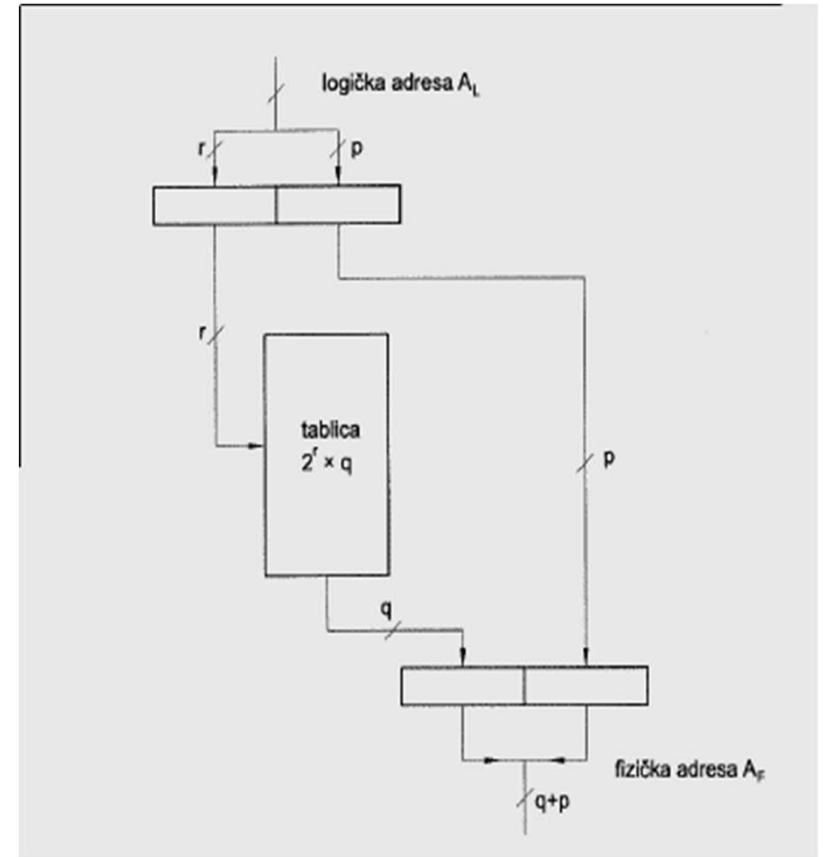 logička adresa A_L
r
p
r
tablica
2^r × q
p
q
fizička adresa A_F
q+p